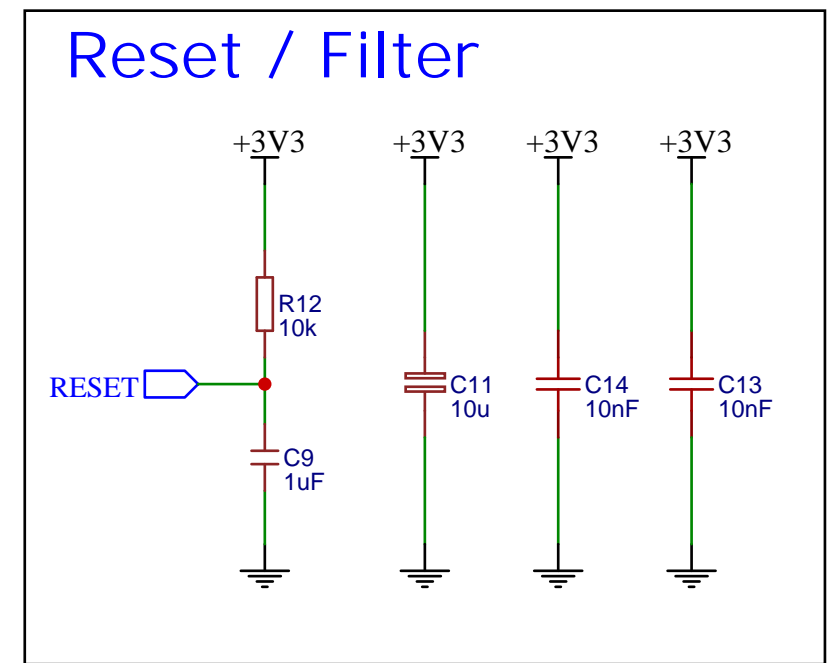 Reset / Filter
+3V3
+3V3
+3V3
+3V3
R12
10k
RESET
C11
10u
C14
10nF
C13
10nF
C9
1uF